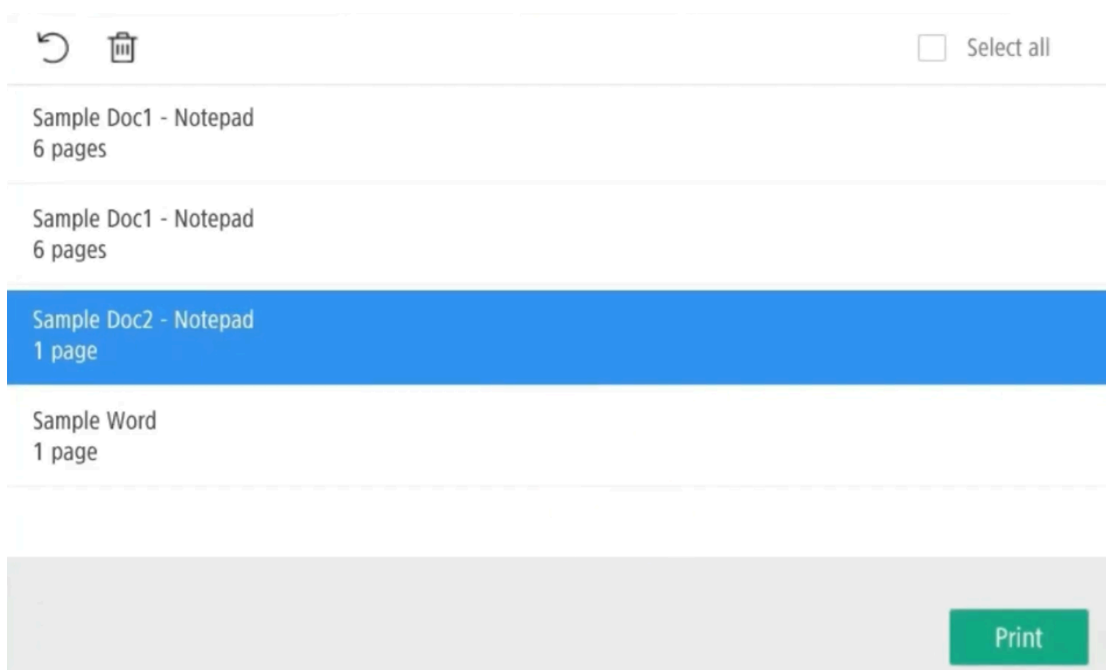 Select all
Sample Doc1 - Notepad
6 pages
Sample Doc1 - Notepad
6 pages
Sample Doc2 - Notepad
1 page
Sample Word
1 page
Print